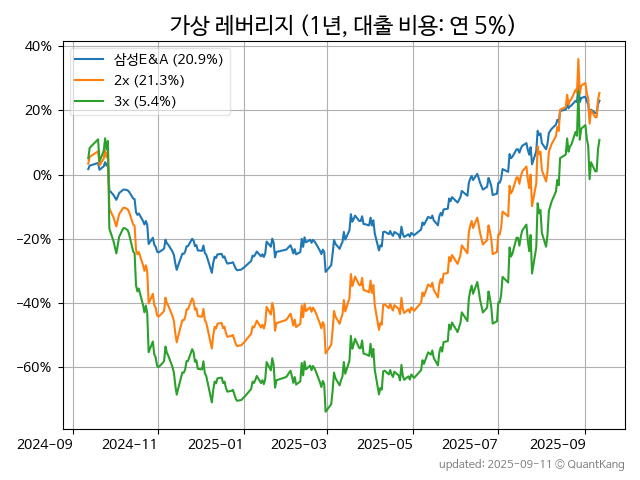 가상 레버리지 (1년, 대출 비용: 연 5%)
삼성E&A (20.9%)
2x (21.3%)
3x (5.4%)
40%
20%
0%
−20%
−40%
−60%
2024-09
2024-11
2025-01
2025-03
2025-05
2025-07
2025-09
updated: 2025-09-11 © QuantKang